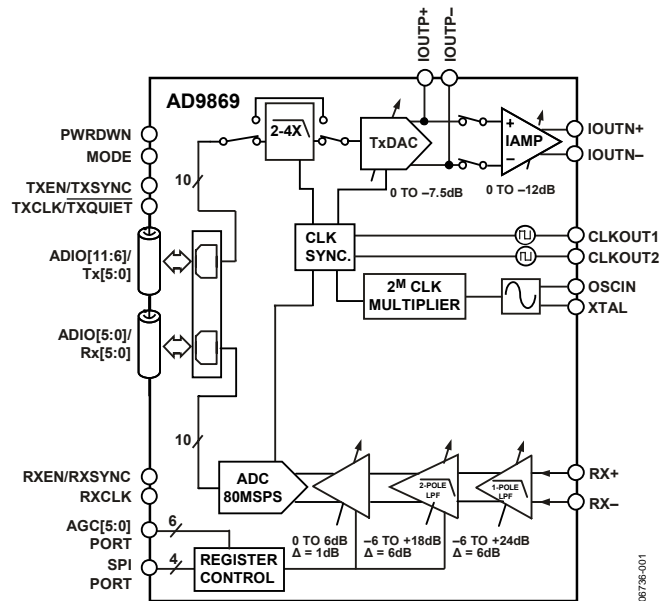 IOUTP+
IOUTP–
AD9869
PWRDWN
MODE
TXEN/TXSYNC
TXCLK/TXQUIET
ADIO[11:6]/
Tx[5:0]
ADIO[5:0]/
Rx[5:0]
RXEN/RXSYNC
RXCLK
AGC[5:0]
PORT
SPI
PORT
10
10
6
4
2-4X
TxDAC
0 TO –7.5dB
+
–
IAMP
0 TO –12dB
IOUTN+
IOUTN–
CLK
SYNC.
CLKOUT1
CLKOUT2
2M CLK
MULTIPLIER
OSCIN
XTAL
ADC
80MSPS
2-POLE
LPF
1-POLE
LPF
RX+
RX–
0 TO 6dB
Δ = 1dB
–6 TO +18dB
Δ = 6dB
–6 TO +24dB
Δ = 6dB
REGISTER
CONTROL
06736-001